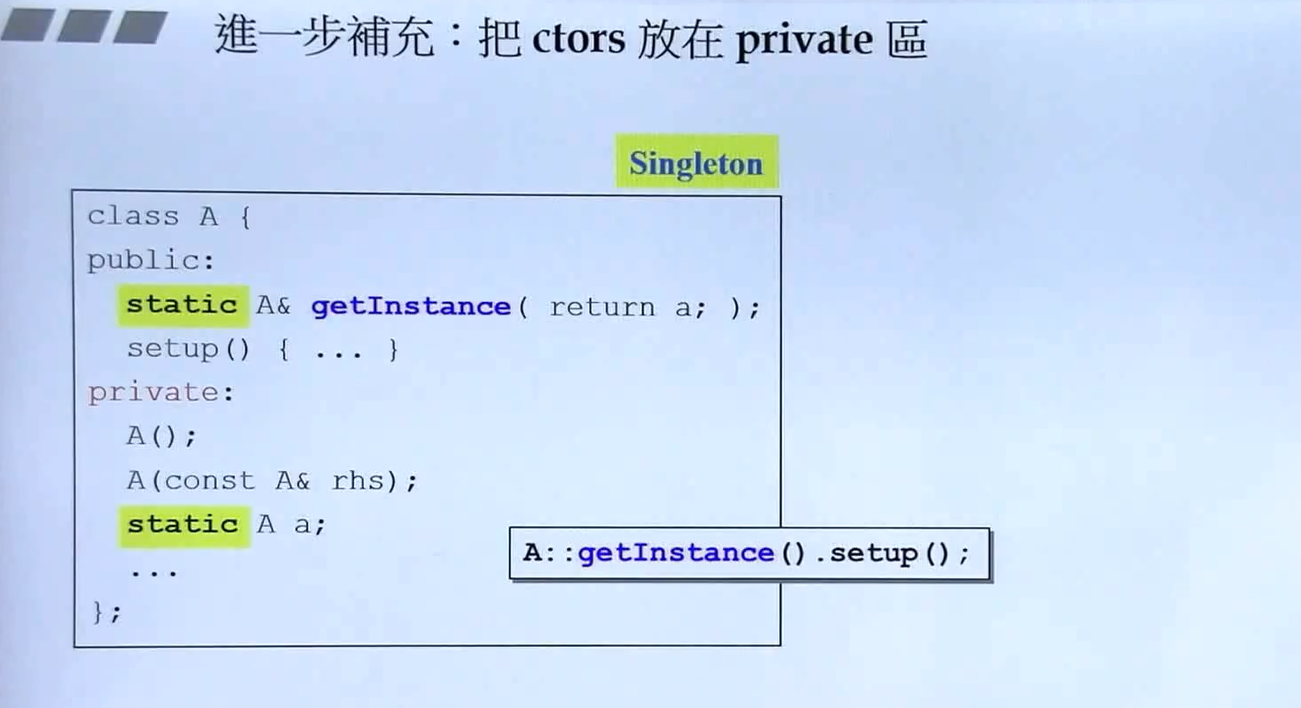 進一步補充：把 ctors 放在 private 區
Singleton
class A {
public:
static A& getInstance( return a; );
setup() { ... }
private:
A();
A(const A& rhs);
static A a;
...
};
A::getInstance().setup();